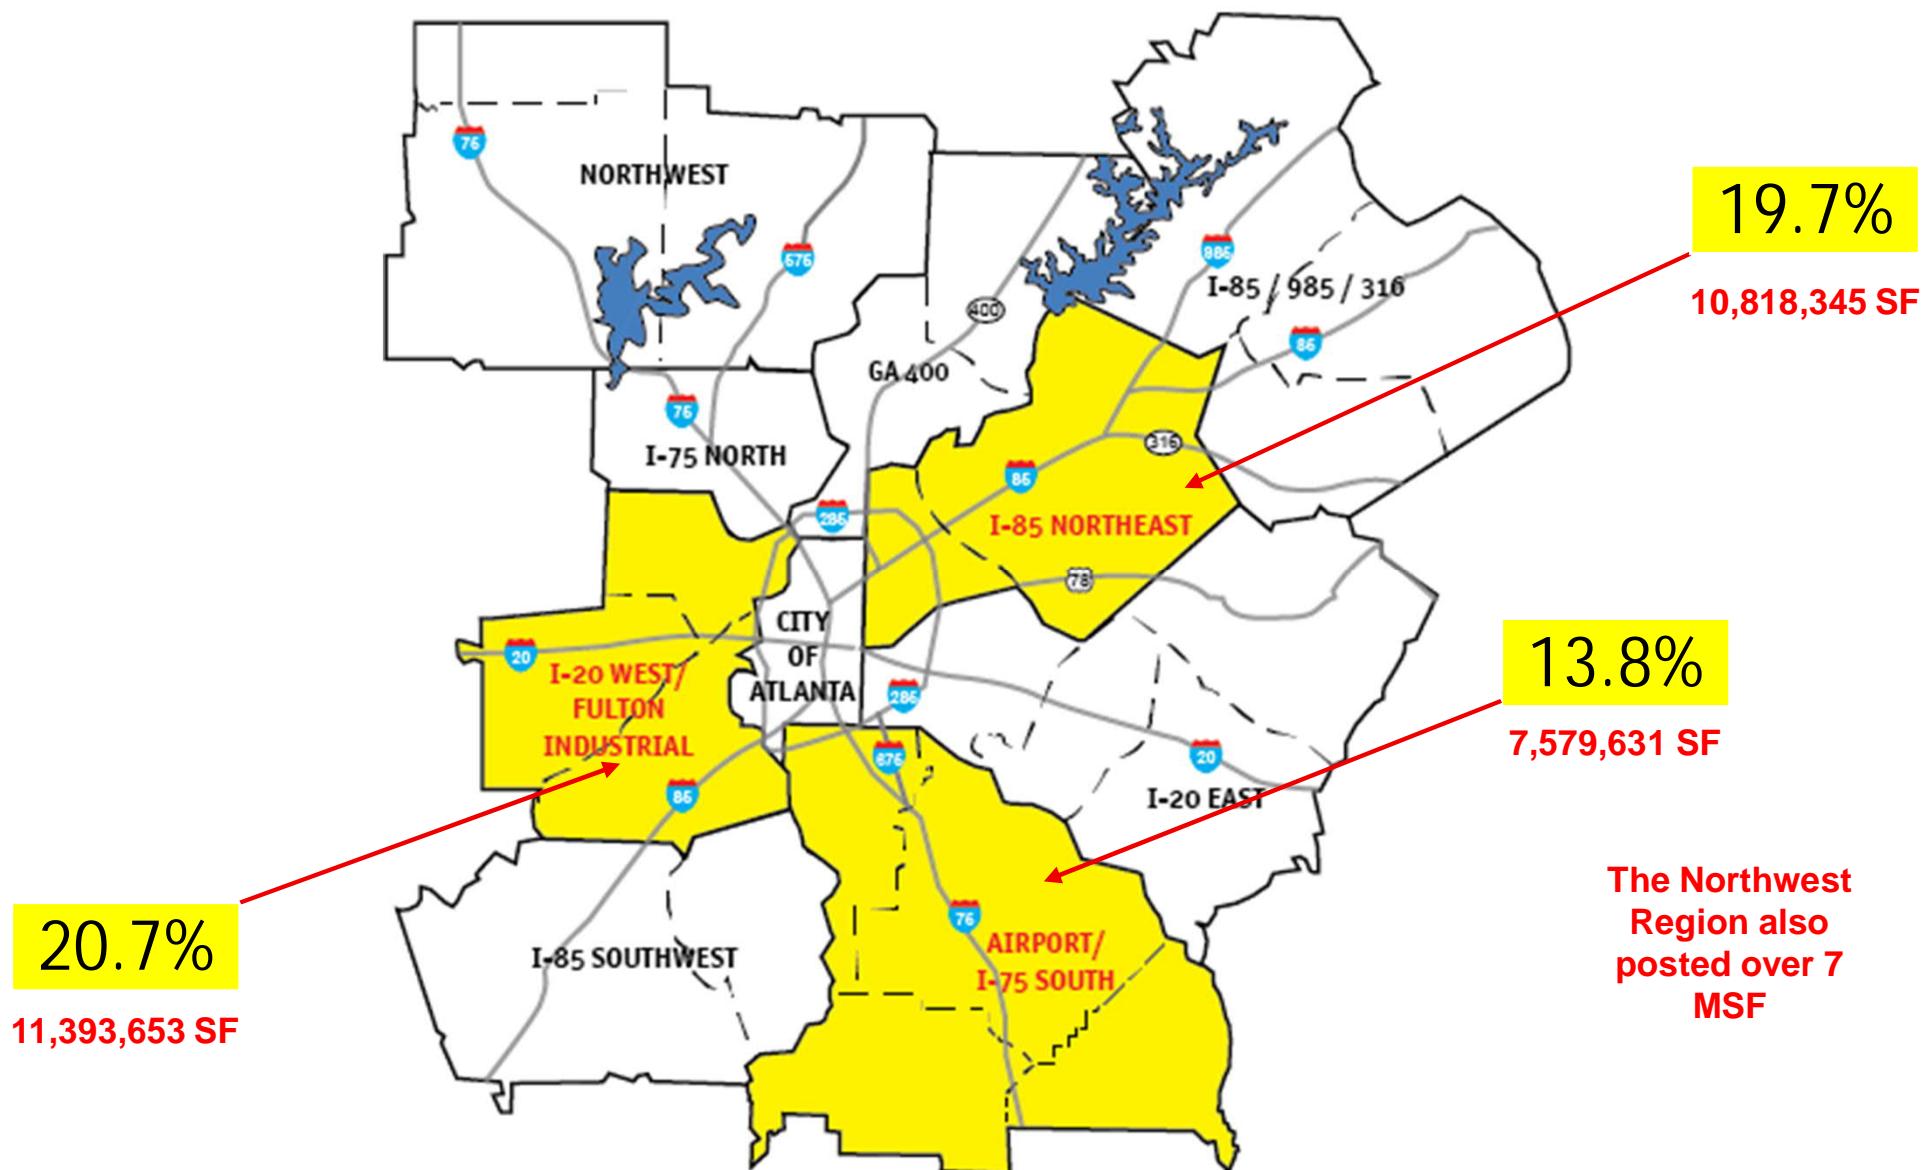 76
NORTHWEST
575
985
I-85 / 985 / 316
19.7%
10,818,345 SF
400
GA 400
85
75
I-75 NORTH
316
85
285
I-85 NORTHEAST
78
CITY
OF
ATLANTA
20
I-20 WEST/
FULTON
INDUSTRIAL
285
13.8%
7,579,631 SF
675
20
I-20 EAST
85
20.7%
11,393,653 SF
I-85 SOUTHWEST
75
AIRPORT/
I-75 SOUTH
The Northwest
Region also
posted over 7
MSF